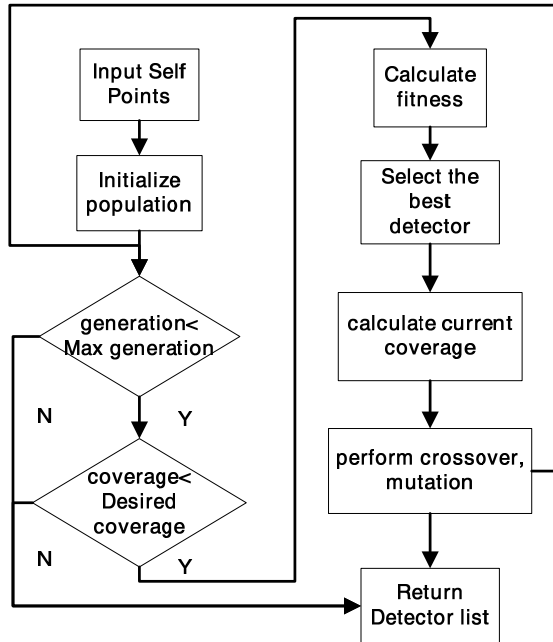 Input Self
Points
Initialize
population
generation<
Max generation
N
Y
coverage<
Desired
coverage
N
Y
Calculate
fitness
Select the
best
detector
calculate current
coverage
perform crossover,
mutation
Return
Detector list